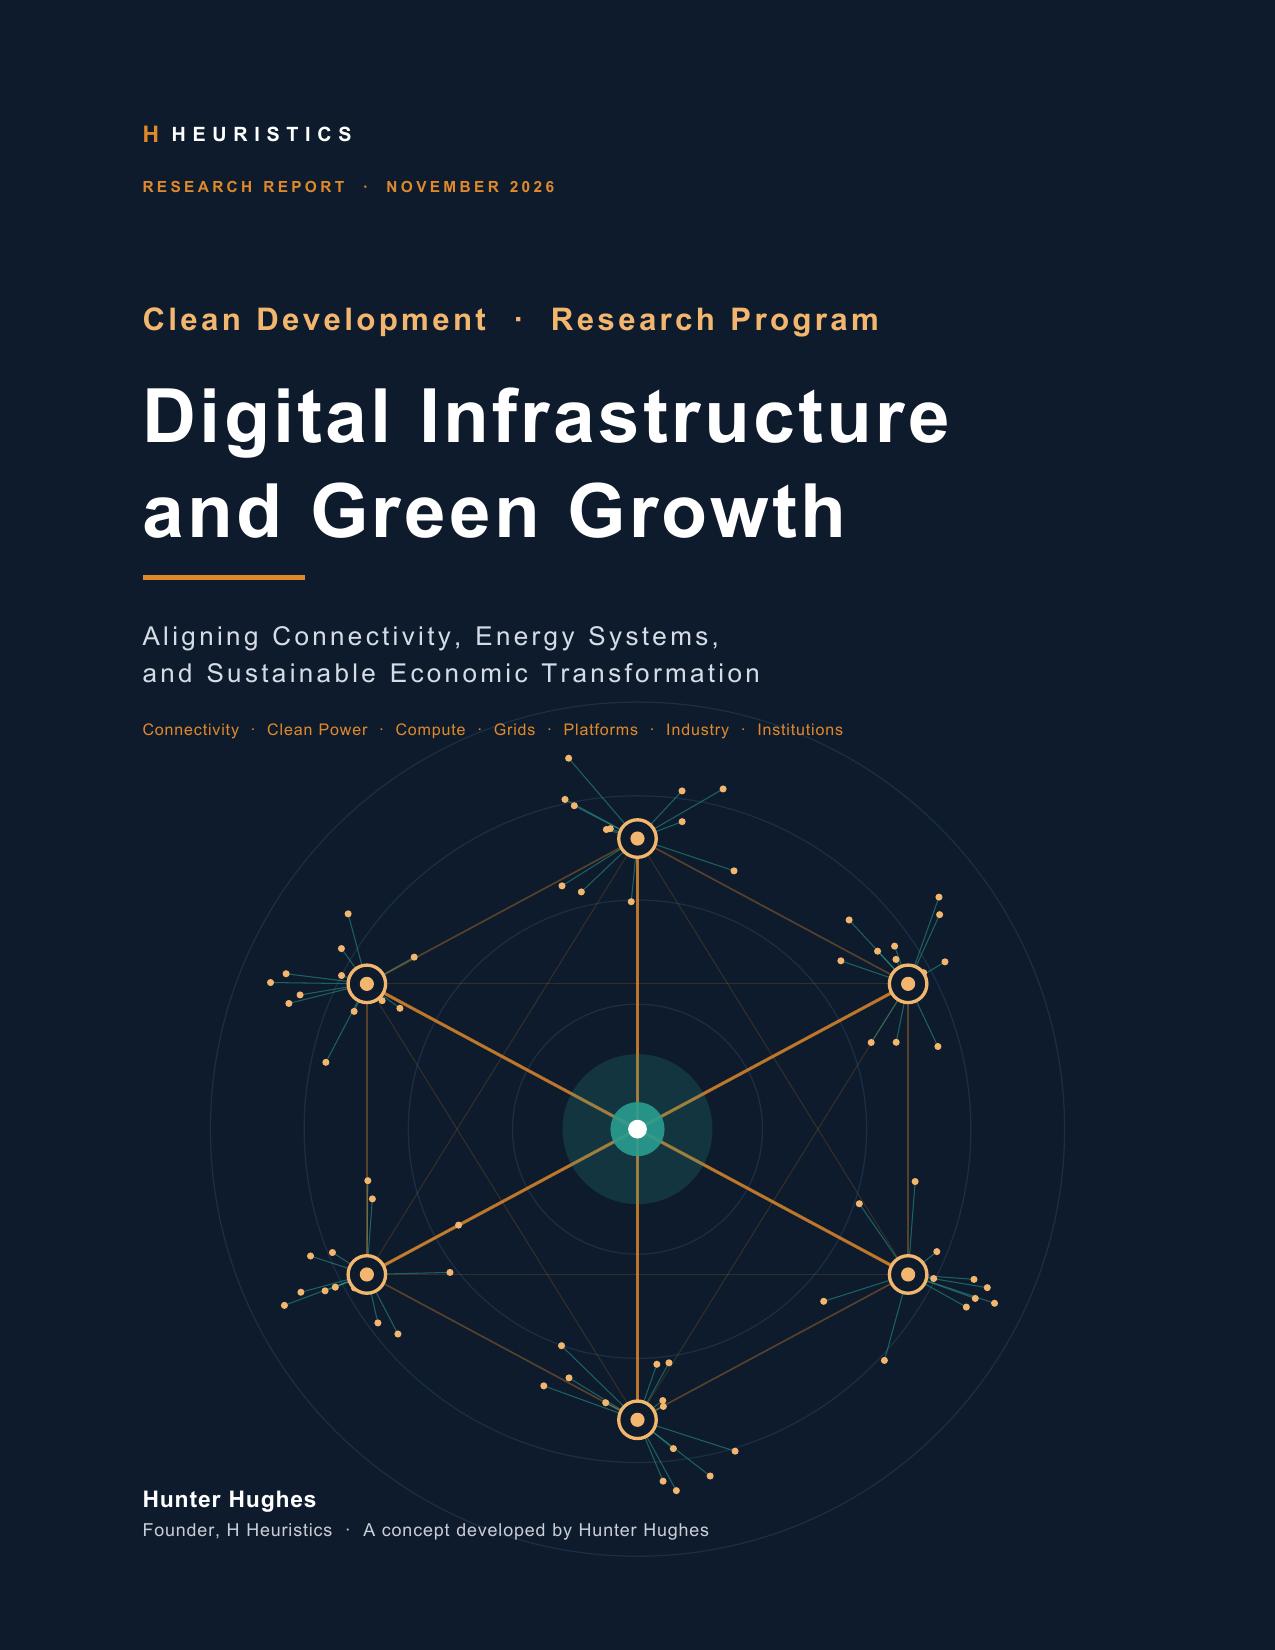 H HEURISTICS
RESEARCH REPORT · NOVEMBER 2026
Clean Development · Research Program
Digital Infrastructure
and Green Growth
Aligning Connectivity, Energy Systems,
and Sustainable Economic Transformation
Connectivity · Clean Power · Compute · Grids · Platforms · Industry · Institutions
Hunter Hughes
Founder, H Heuristics · A concept developed by Hunter Hughes